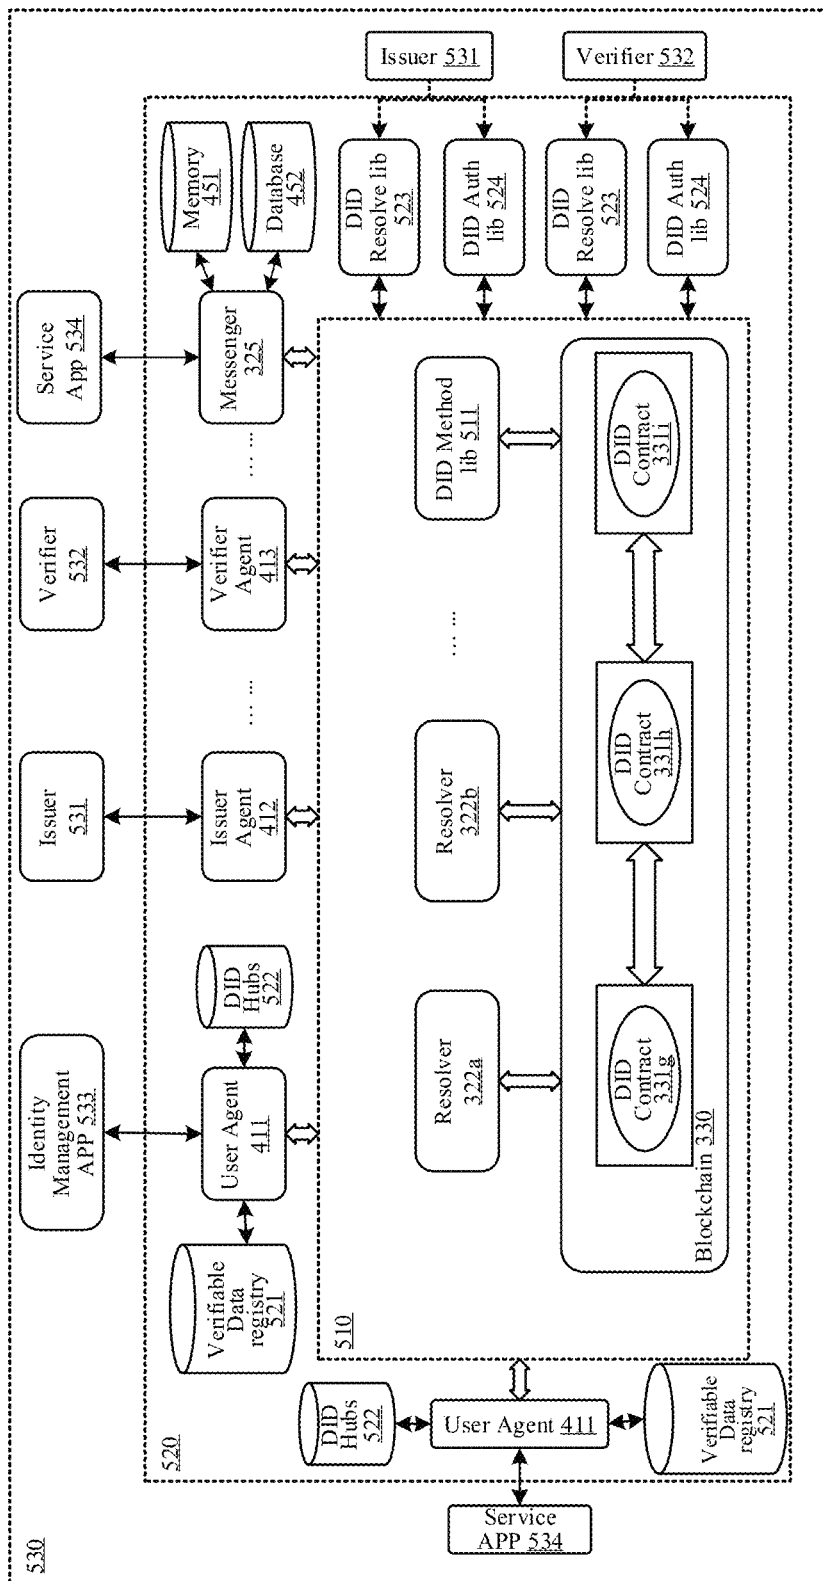 530
Identity
Management
APP 533
Issuer
531
Verifier
532
Service
App 534
520
Verifiable
Data
registry
521
User Agent
411
DID
Hubs
522
Issuer
Agent
412
... ...
Verifier
Agent
413
... ...
Messenger
325
Memory
451
Database
452
DID
Hubs
522
Service
APP 534
User Agent 411
Verifiable
Data
registry
521
510
Resolver
322a
Resolver
322b
... ...
DID Method
lib 511
Blockchain 330
DID
Contract
331g
DID
Contract
331h
DID
Contract
331i
DID
Resolve lib
523
DID Auth
lib 524
DID
Resolve lib
523
DID Auth
lib 524
Issuer 531
Verifier 532